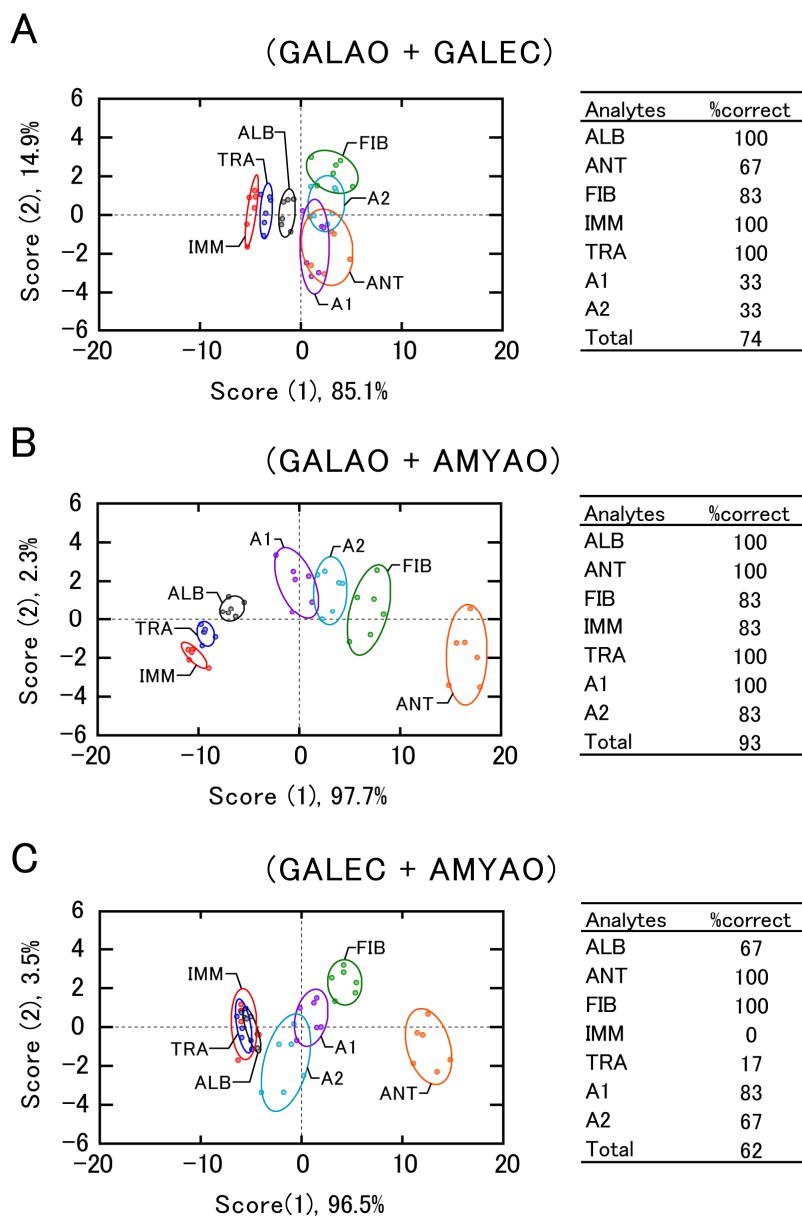 A
(GALAO + GALEC)
6
4
2
0
−2
−4
−6
−20
−10
0
10
20
Score (2), 14.9%
Score (1), 85.1%
ALB
TRA
IMM
FIB
A2
ANT
A1
Analytes %correct
ALB 100
ANT 67
FIB 83
IMM 100
TRA 100
A1 33
A2 33
Total 74
B
(GALAO + AMYAO)
6
4
2
0
−2
−4
−6
−20
−10
0
10
20
Score (2), 2.3%
Score (1), 97.7%
A1
A2
FIB
ALB
TRA
IMM
ANT
Analytes %correct
ALB 100
ANT 100
FIB 83
IMM 83
TRA 100
A1 100
A2 83
Total 93
C
(GALEC + AMYAO)
6
4
2
0
−2
−4
−6
−20
−10
0
10
20
Score (2), 3.5%
Score(1), 96.5%
FIB
IMM
TRA
A1
ALB
A2
ANT
Analytes %correct
ALB 67
ANT 100
FIB 100
IMM 0
TRA 17
A1 83
A2 67
Total 62